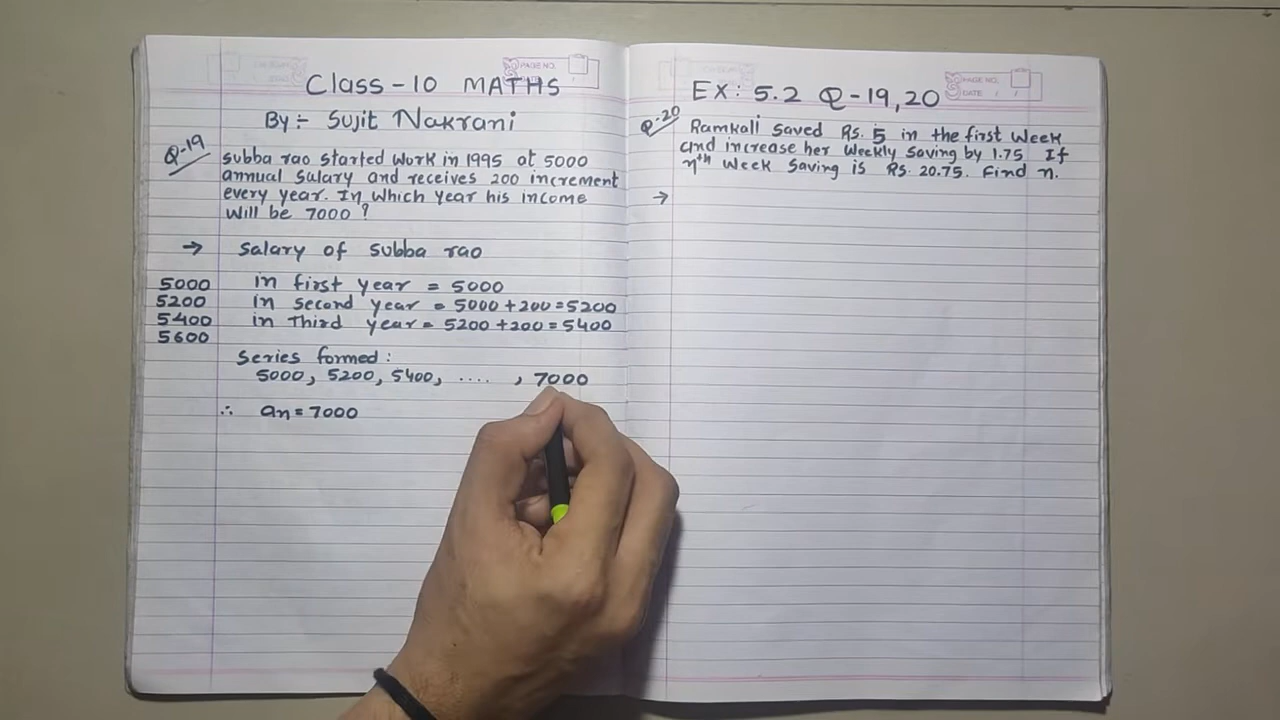 PAGE NO.
DATE / /
Class - 10 MATHS
By :- Sujit Nakrani
Q-19
Subba rao started work in 1995 at 5000
annual salary and receives 200 increment
every year. In which year his income
will be 7000 ?
→ Salary of subba rao
5000 in first year = 5000
5200 in second year = 5000 + 200 = 5200
5400 in Third year = 5200 + 200 = 5400
5600
Series formed :
5000, 5200, 5400, .... , 7000
∴ an = 7000
PAGE NO.
DATE / /
EX : 5.2 Q - 19, 20
Q-20
Ramkali saved Rs. 5 in the first week
and increase her weekly saving by 1.75 If
nth week saving is Rs. 20.75. Find n.
→